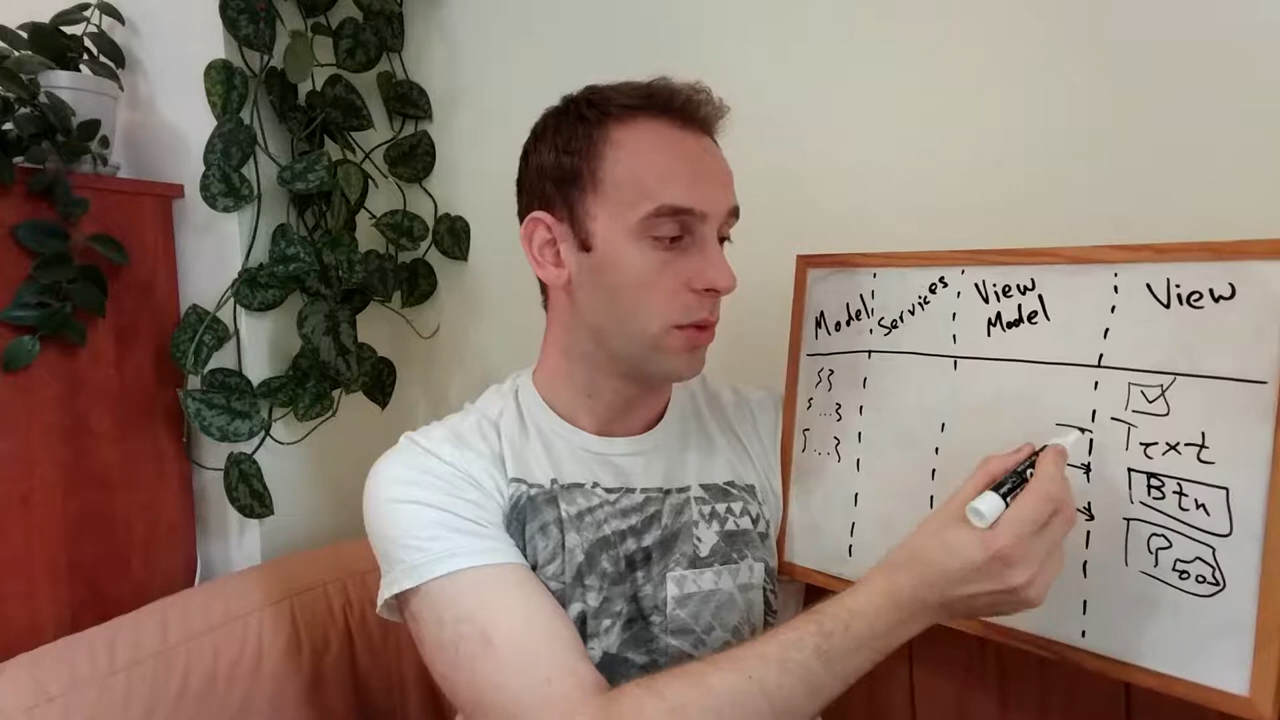 Model
Services
View
Model
View
{}
{...}
{...}
Text
Btn